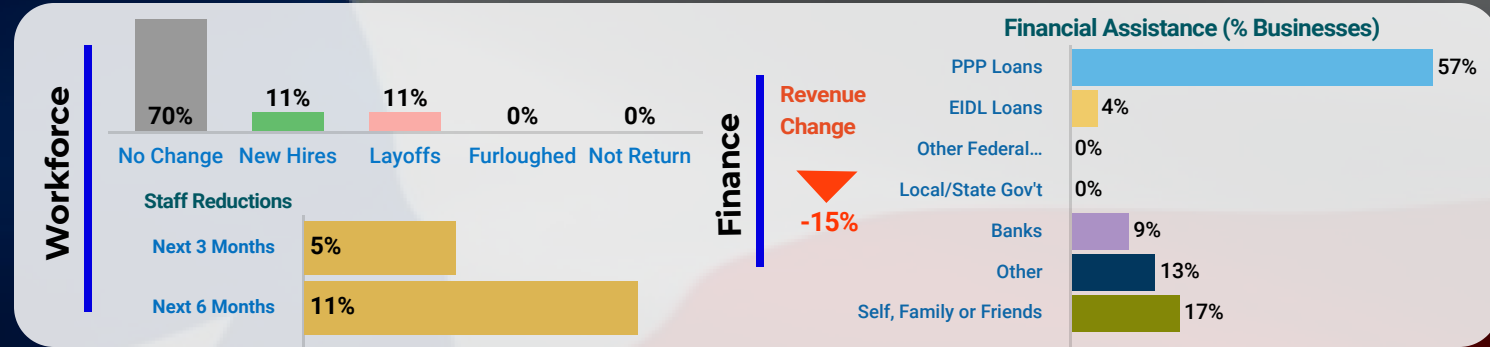 Workforce
70%
11%
11%
0%
0%
No Change
New Hires
Layoffs
Furloughed
Not Return
Staff Reductions
Next 3 Months
5%
Next 6 Months
11%
Finance
Revenue
Change
-15%
Financial Assistance (% Businesses)
PPP Loans
57%
EIDL Loans
4%
Other Federal...
0%
Local/State Gov't
0%
Banks
9%
Other
13%
Self, Family or Friends
17%